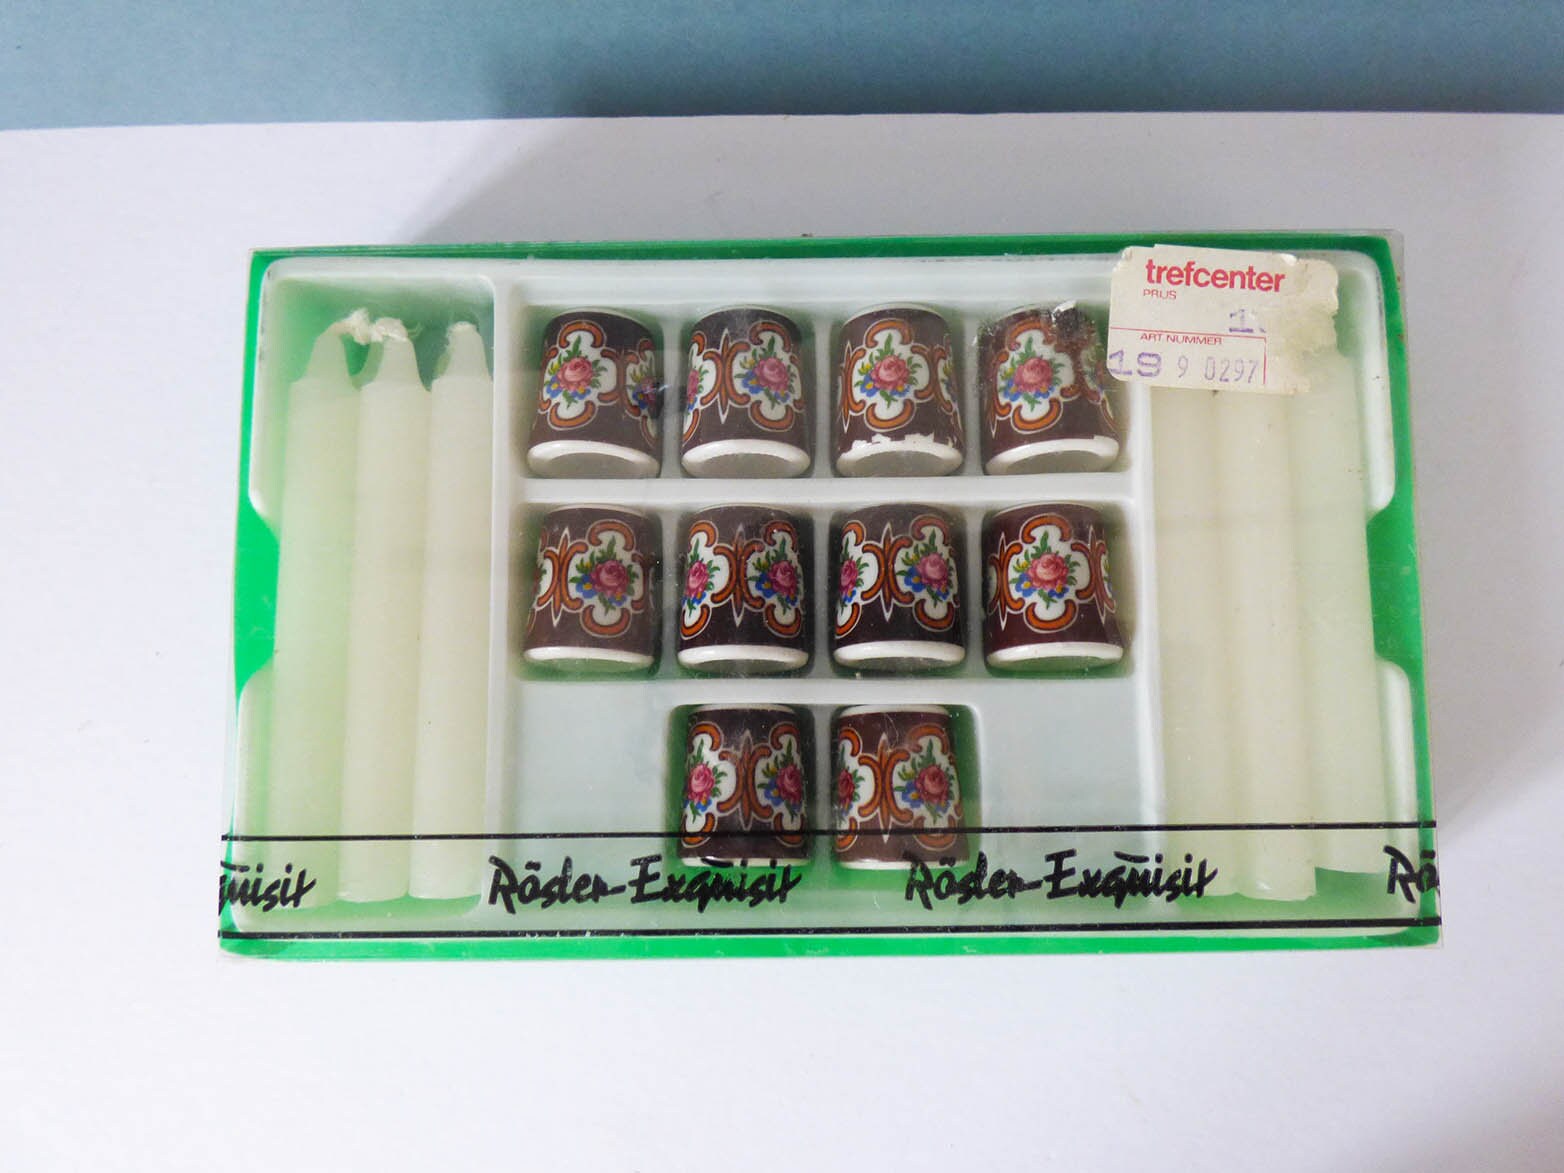 trefcenter
PRIJS
ART NUMMER
19 9 0297
Rösler-Exquisit Rösler-Exquisit